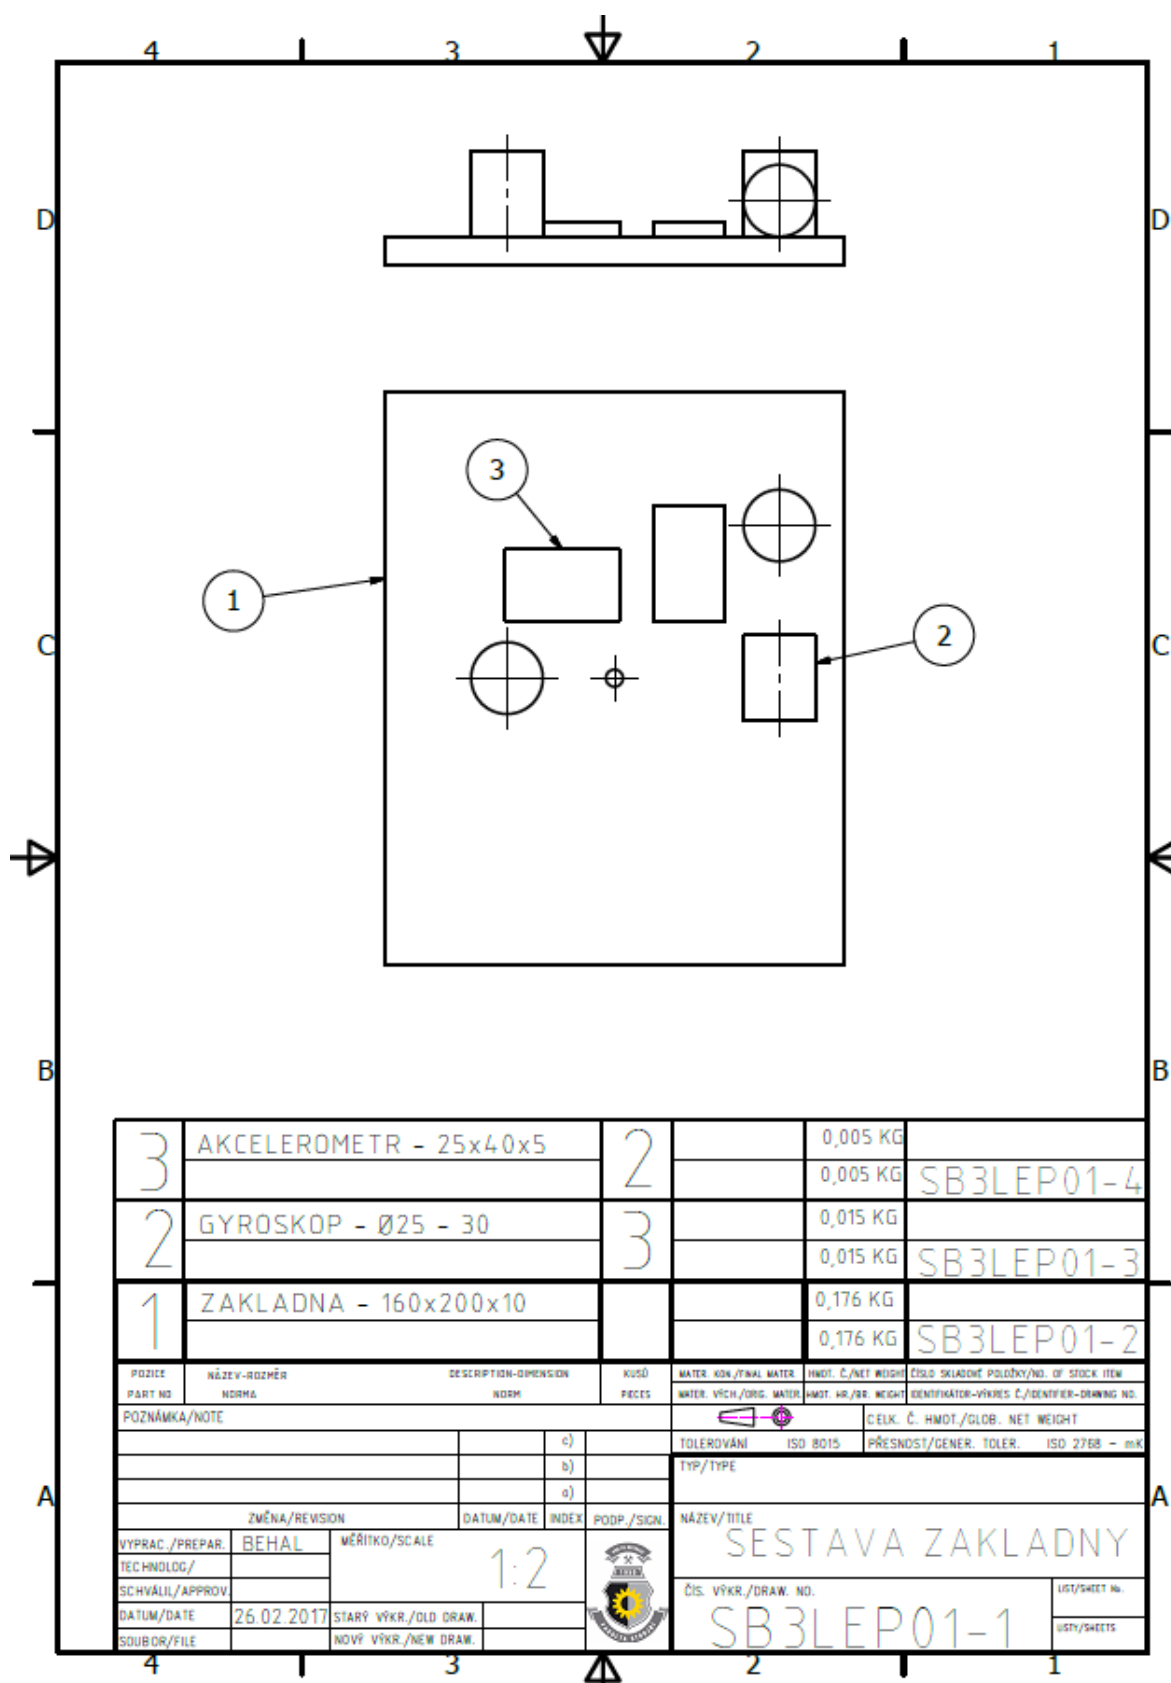 4 3 2 1
D D
3
1
C 2 C
B B
3 AKCELEROMETR - 25x40x5 2 0,005 KG
0,005 KG SB3LEP01-4
2 GYROSKOP - Ø25 - 30 3 0,015 KG
0,015 KG SB3LEP01-3
1 ZAKLADNA - 160x200x10 0,176 KG
0,176 KG SB3LEP01-2
POZICE NÁZEV-ROZMĚR DESCRIPTION-DIMENSION KUSŮ MATER. KON./FINAL MATER. HMOT. Č./NET WEIGHT ČÍSLO SKLADOVÉ POLOŽKY/NO. OF STOCK ITEM
PART NO NORMA NORM PIECES MATER. VÝCH./ORIG. MATER. HMOT. HR./BR. WEIGHT IDENTIFIKÁTOR-VÝKRES Č./IDENTIFIER-DRAWING NO.
POZNÁMKA/NOTE CELK. Č. HMOT./GLOB. NET WEIGHT
c) TOLEROVÁNÍ ISO 8015 PŘESNOST/GENER. TOLER. ISO 2768 - mK
b) TYP/TYPE
A a) A
ZMĚNA/REVISION DATUM/DATE INDEX PODP./SIGN. NÁZEV/TITLE
SESTAVA ZAKLADNY
VYPRAC./PREPAR. BEHAL MĚŘÍTKO/SCALE
TECHNOLOG/ 1:2
SCHVÁLIL/APPROV. ČÍS. VÝKR./DRAW. NO. LIST/SHEET No.
DATUM/DATE 26.02.2017 STARÝ VÝKR./OLD DRAW. SB3LEP01-1 LISTY/SHEETS
SOUBOR/FILE NOVÝ VÝKR./NEW DRAW.
4 3 2 1